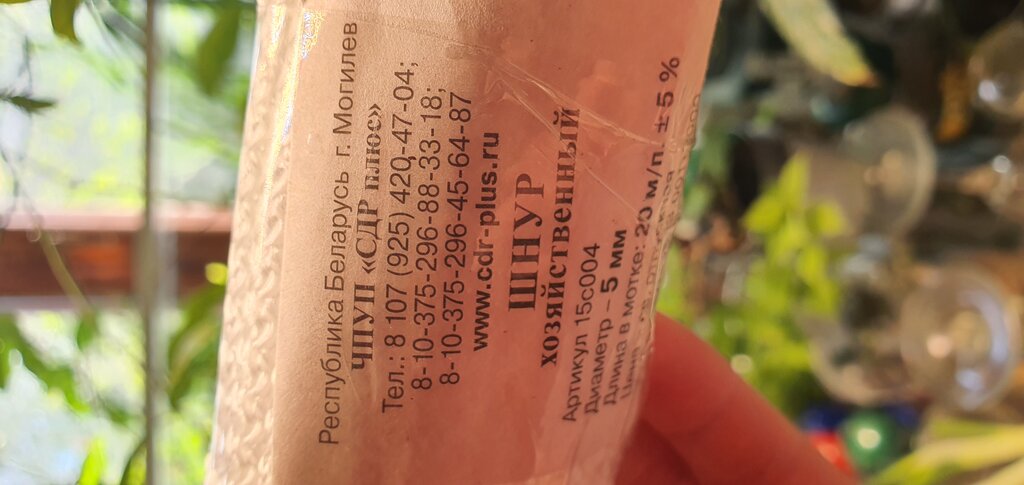 Республика Беларусь г. Могилев
ЧПУП «СДР плюс»
Тел.: 8 107 (925) 420-47-04;
8-10-375-296-88-33-18;
8-10-375-296-45-64-87
www.cdr-plus.ru
ШНУР
хозяйственный
Артикул 15с004
Диаметр – 5 мм
Длина в мотке: 20 м/п. ± 5 %